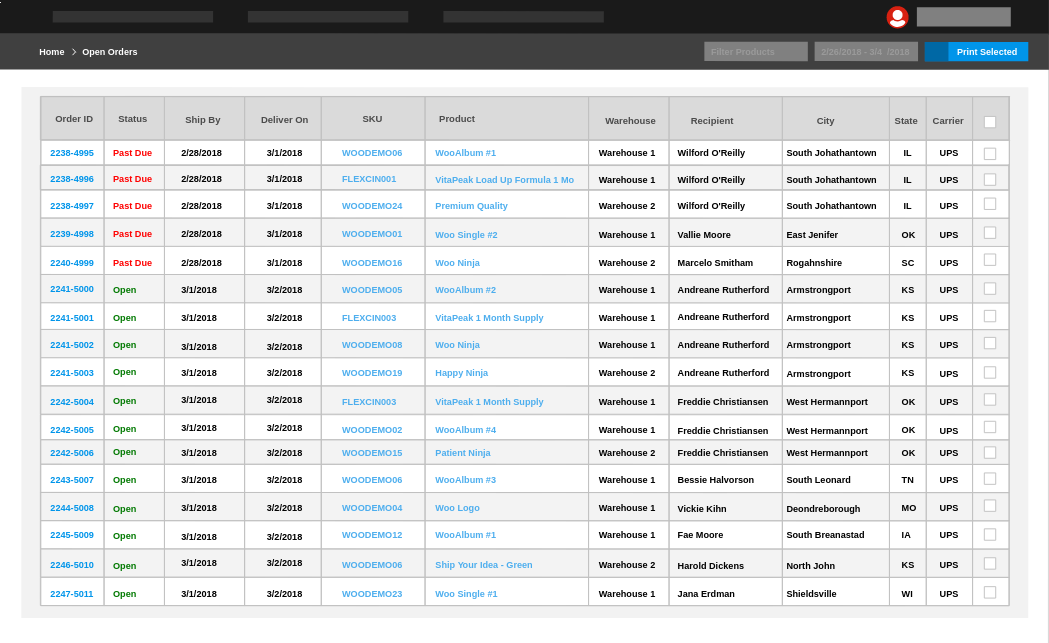 Home > Open Orders Filter Products 2/28/2018 - 3/4 /2018 Print Selected
Order ID Status Ship By Deliver On SKU Product Warehouse Recipient City State Carrier
2238-4995 Past Due 2/28/2018 3/1/2018 WOODEMO06 WooAlbum #1 Warehouse 1 Wilford O'Reilly South Johathantown IL UPS
2238-4996 Past Due 2/28/2018 3/1/2018 FLEXCIN001 VitaPeak Load Up Formula 1 Mo Warehouse 1 Wilford O'Reilly South Johathantown IL UPS
2238-4997 Past Due 2/28/2018 3/1/2018 WOODEMO24 Premium Quality Warehouse 2 Wilford O'Reilly South Johathantown IL UPS
2239-4998 Past Due 2/28/2018 3/1/2018 WOODEMO01 Woo Single #2 Warehouse 1 Vallie Moore East Jenifer OK UPS
2240-4999 Past Due 2/28/2018 3/1/2018 WOODEMO16 Woo Ninja Warehouse 2 Marcelo Smitham Rogahnshire SC UPS
2241-5000 Open 3/1/2018 3/2/2018 WOODEMO05 WooAlbum #2 Warehouse 1 Andreane Rutherford Armstrongport KS UPS
2241-5001 Open 3/1/2018 3/2/2018 FLEXCIN003 VitaPeak 1 Month Supply Warehouse 1 Andreane Rutherford Armstrongport KS UPS
2241-5002 Open 3/1/2018 3/2/2018 WOODEMO08 Woo Ninja Warehouse 1 Andreane Rutherford Armstrongport KS UPS
2241-5003 Open 3/1/2018 3/2/2018 WOODEMO19 Happy Ninja Warehouse 2 Andreane Rutherford Armstrongport KS UPS
2242-5004 Open 3/1/2018 3/2/2018 FLEXCIN003 VitaPeak 1 Month Supply Warehouse 1 Freddie Christiansen West Hermannport OK UPS
2242-5005 Open 3/1/2018 3/2/2018 WOODEMO02 WooAlbum #4 Warehouse 1 Freddie Christiansen West Hermannport OK UPS
2242-5006 Open 3/1/2018 3/2/2018 WOODEMO15 Patient Ninja Warehouse 2 Freddie Christiansen West Hermannport OK UPS
2243-5007 Open 3/1/2018 3/2/2018 WOODEMO06 WooAlbum #3 Warehouse 1 Bessie Halvorson South Leonard TN UPS
2244-5008 Open 3/1/2018 3/2/2018 WOODEMO04 Woo Logo Warehouse 1 Vickie Kihn Deondreborough MO UPS
2245-5009 Open 3/1/2018 3/2/2018 WOODEMO12 WooAlbum #1 Warehouse 1 Fae Moore South Breanastad IA UPS
2246-5010 Open 3/1/2018 3/2/2018 WOODEMO06 Ship Your Idea - Green Warehouse 2 Harold Dickens North John KS UPS
2247-5011 Open 3/1/2018 3/2/2018 WOODEMO23 Woo Single #1 Warehouse 1 Jana Erdman Shieldsville WI UPS